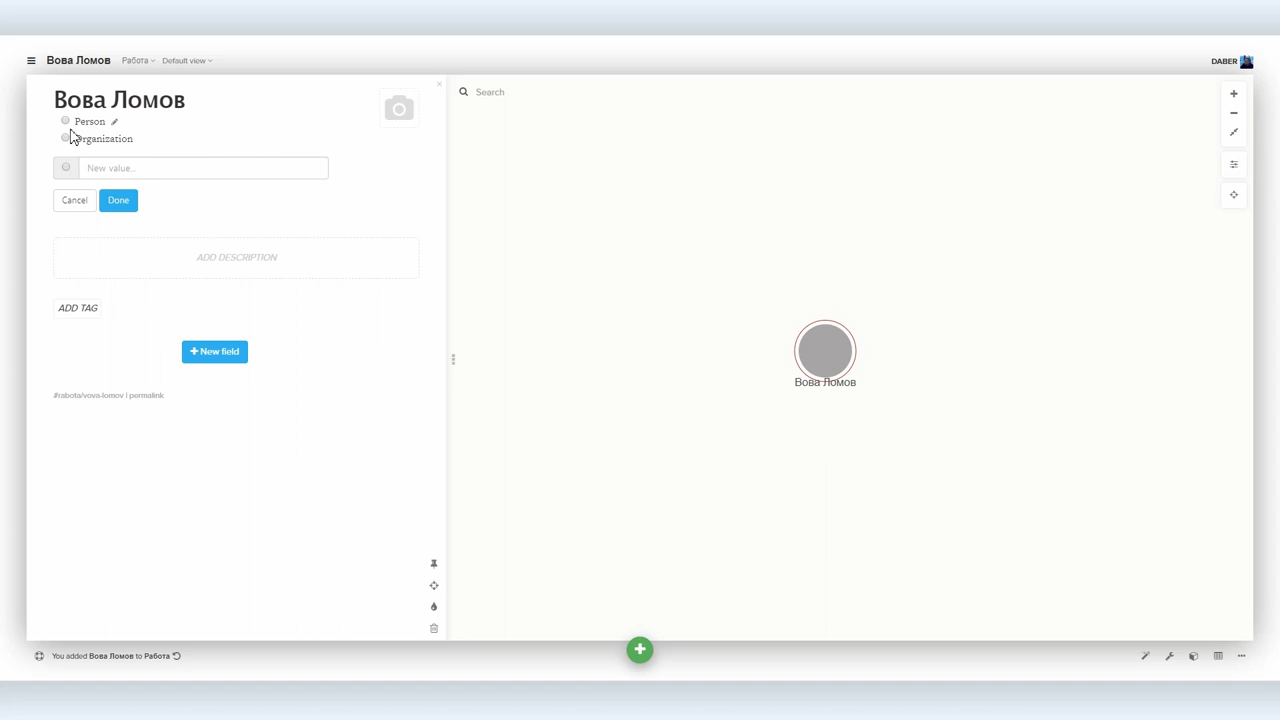 Вова Ломов
Работа
Default view
DABER
Вова Ломов
Person
Organization
New value...
Cancel
Done
ADD DESCRIPTION
ADD TAG
+ New field
#rabota/vova-lomov | permalink
Search
Вова Ломов
You added Вова Ломов to Работа